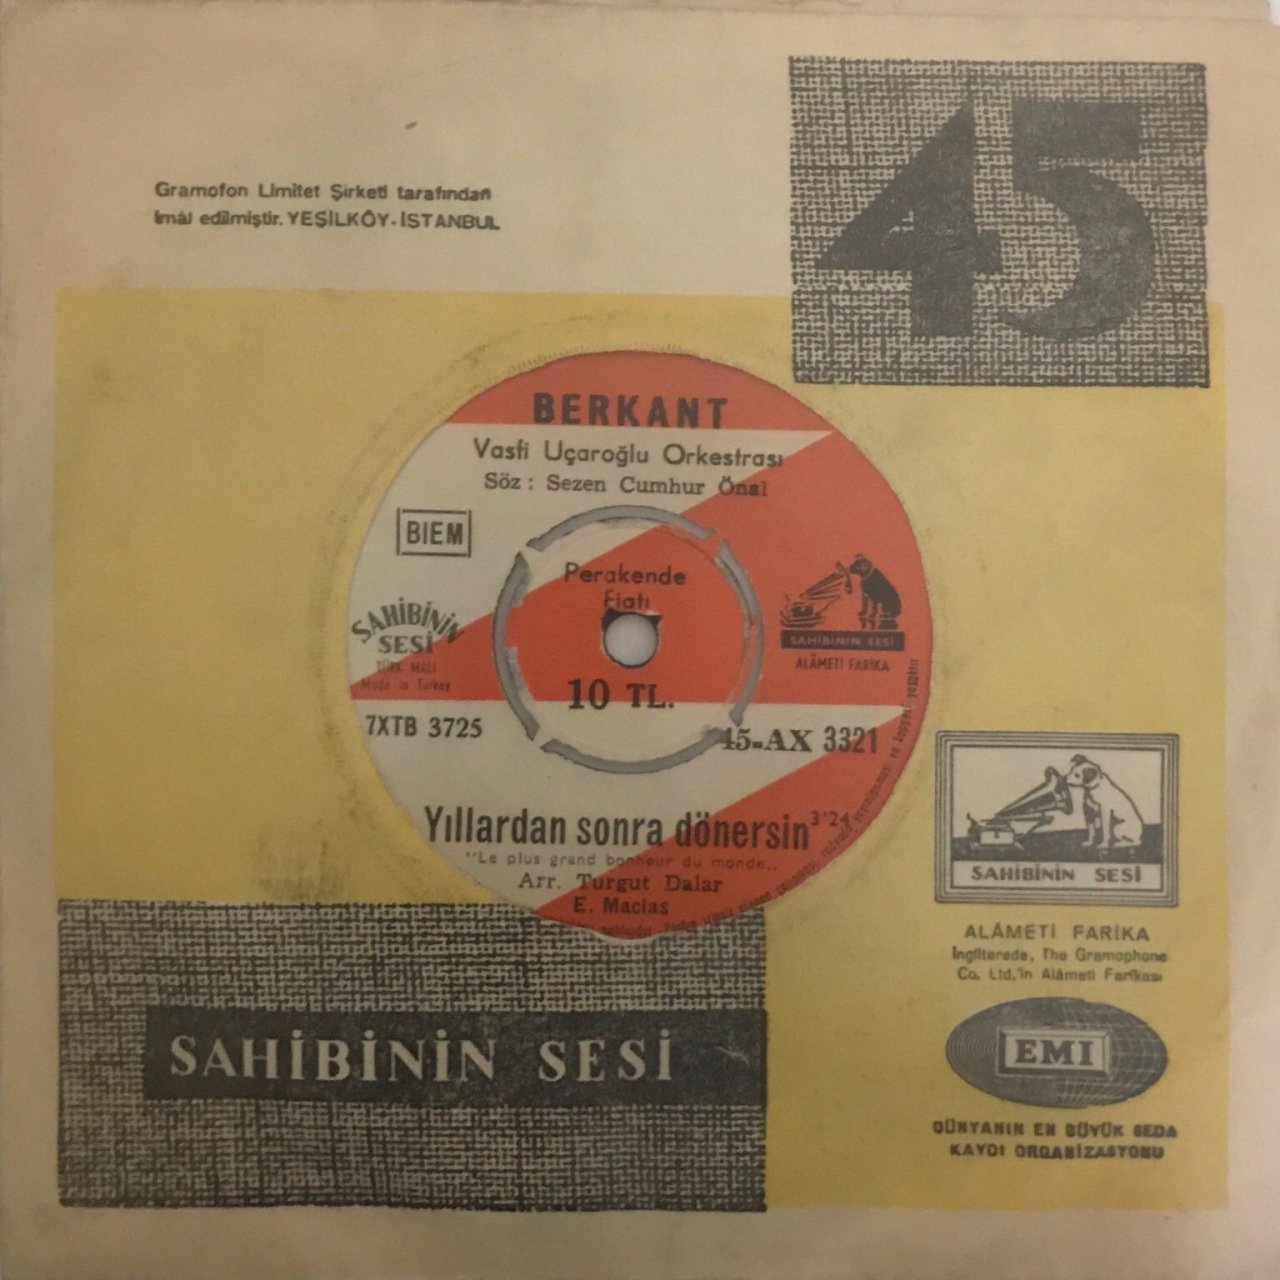 45
Gramofon Limitet Şirketi tarafından
İmâl edilmiştir. YEŞİLKÖY-İSTANBUL
BERKANT
Vasfi Uçaroğlu Orkestrası
Söz: Sezen Cumhur Önal
BIEM
Perakende
Fiatı
10 TL.
SAHİBİNİN
SESİ
TÜRK MALI
Made in Turkey
SAHİBİNİN SESİ
ALÂMETİ FARİKA
7XTB 3725
45-AX 3321
Yıllardan sonra dönersin 3'24
"Le plus grand bonheur du monde,,
Arr. Turgut Dalar
E. Macias
SAHİBİNİN SESİ
ALÂMETİ FARİKA
İngilterede, The Gramophone
Co. Ltd.'in Alâmeti Farikası
EMI
DÜNYANIN EN BÜYÜK SEDA
KAYDI ORGANİZASYONU
SAHİBİNİN SESİ